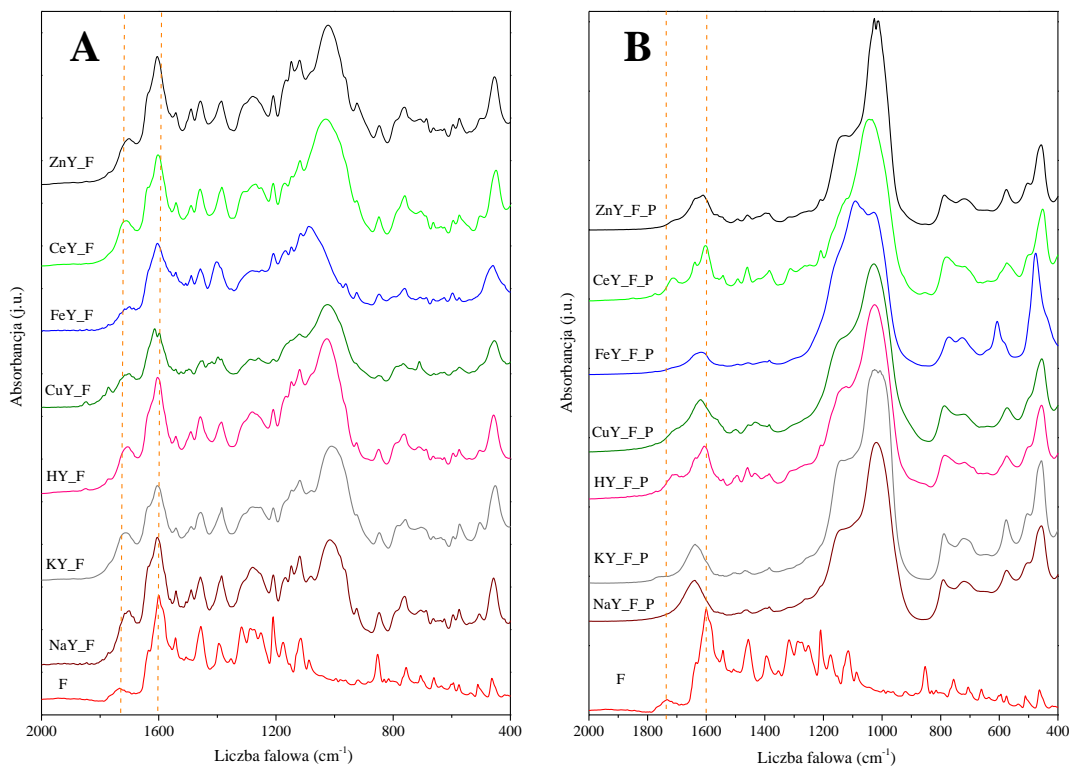 A
ZnY_F
CeY_F
FeY_F
CuY_F
HY_F
KY_F
NaY_F
F
Absorbancja (j.u.)
2000 1600 1200 800 400
Liczba falowa (cm⁻¹)
B
ZnY_F_P
CeY_F_P
FeY_F_P
CuY_F_P
HY_F_P
KY_F_P
NaY_F_P
F
Absorbancja (j.u.)
2000 1800 1600 1400 1200 1000 800 600 400
Liczba falowa (cm⁻¹)